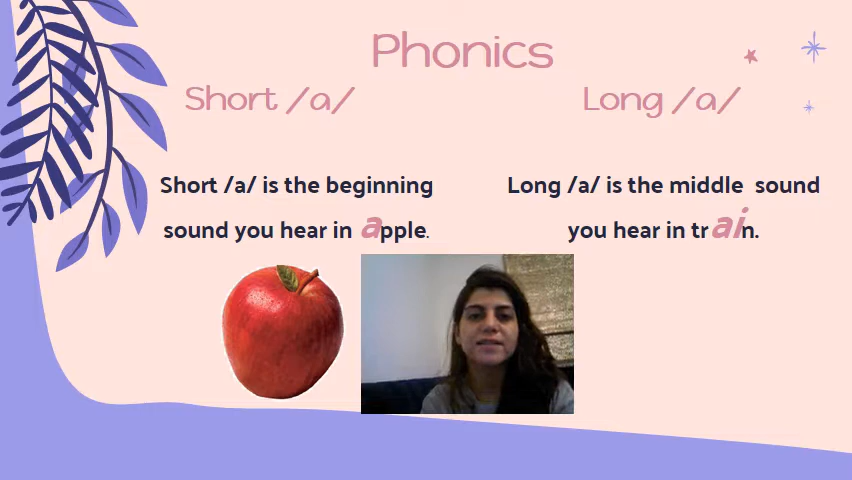 Phonics
Short /a/
Long /a/
Short /a/ is the beginning
sound you hear in apple.
Long /a/ is the middle sound
you hear in train.